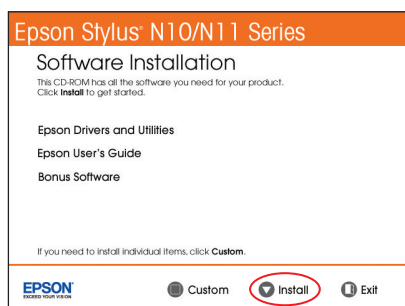 Epson Stylus® N10/N11 Series
Software Installation
This CD-ROM has all the software you need for your product.
Click Install to get started.
Epson Drivers and Utilities
Epson User's Guide
Bonus Software
If you need to install individual items, click Custom.
EPSON®
EXCEED YOUR VISION
Custom
Install
Exit